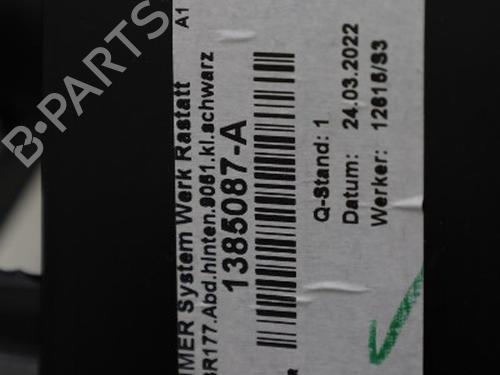 A1
MER System Werk Rastatt
BR177.Abd.hinten.9051.kl.schwarz
1385087-A
Q-Stand: 1
Datum: 24.03.2022
Werker: 12615/S3
B-PARTS